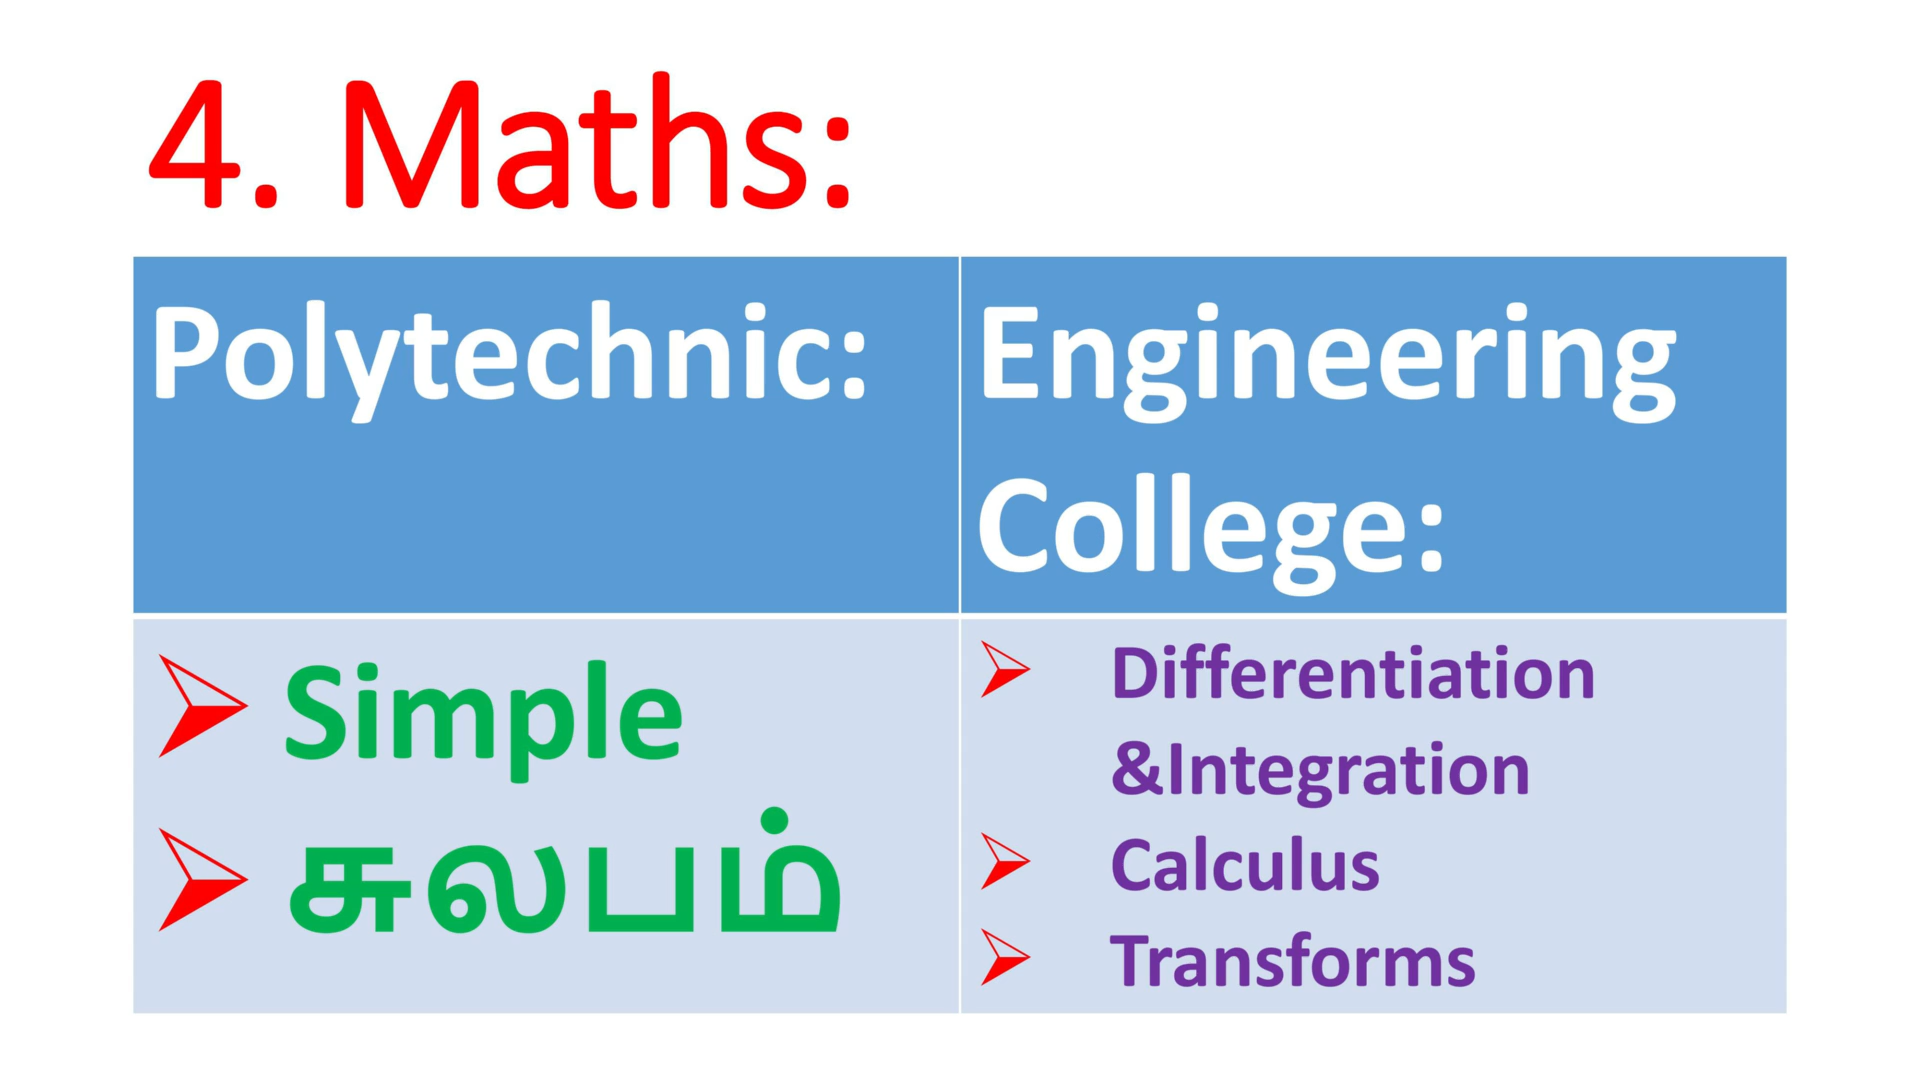 4. Maths:
Polytechnic:
Engineering
College:
Simple
சுலபம்
Differentiation
&Integration
Calculus
Transforms